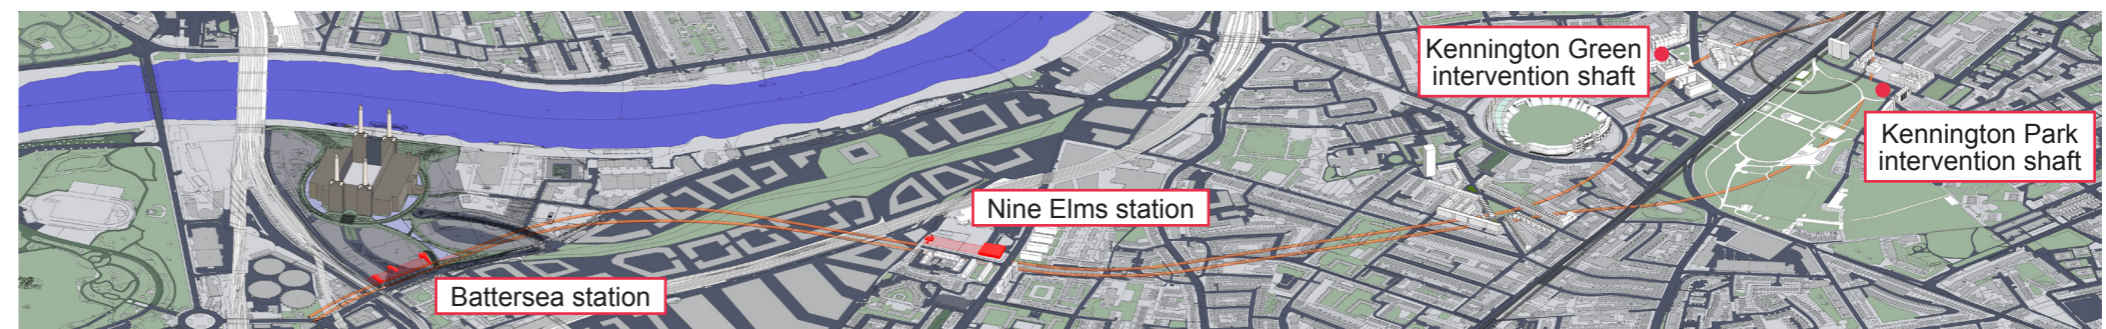 Kennington Green
intervention shaft
Kennington Park
intervention shaft
Nine Elms station
Battersea station